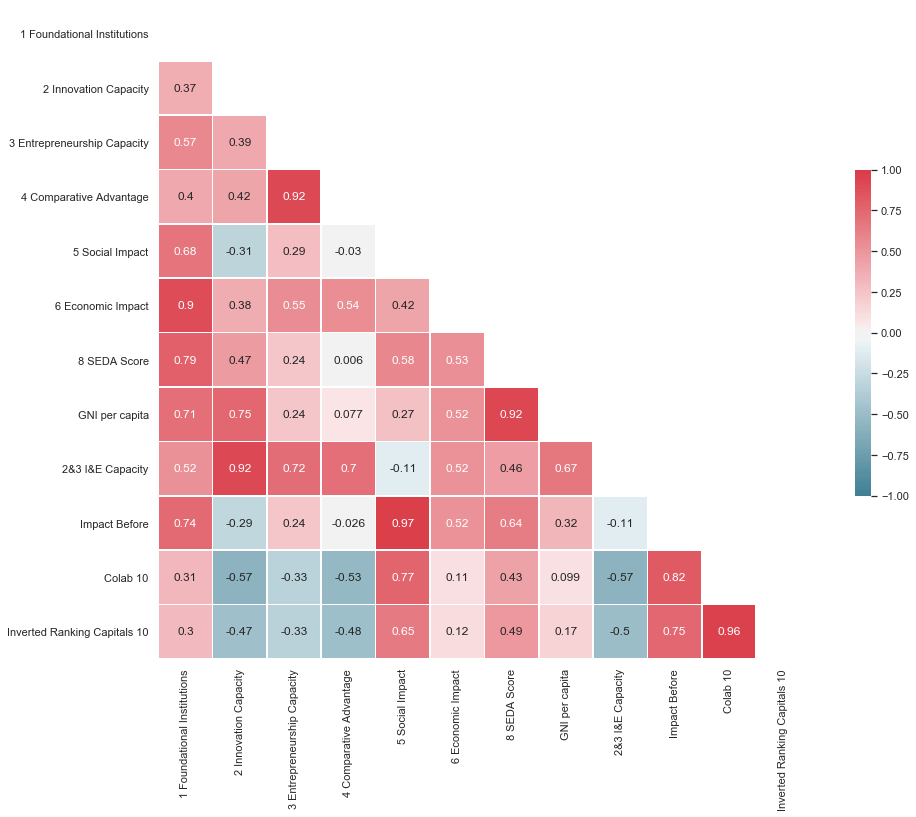 1 Foundational Institutions
2 Innovation Capacity 0.37
3 Entrepreneurship Capacity 0.57 0.39
4 Comparative Advantage 0.4 0.42 0.92
5 Social Impact 0.68 -0.31 0.29 -0.03
6 Economic Impact 0.9 0.38 0.55 0.54 0.42
8 SEDA Score 0.79 0.47 0.24 0.006 0.58 0.53
GNI per capita 0.71 0.75 0.24 0.077 0.27 0.52 0.92
2&3 I&E Capacity 0.52 0.92 0.72 0.7 -0.11 0.52 0.46 0.67
Impact Before 0.74 -0.29 0.24 -0.026 0.97 0.52 0.64 0.32 -0.11
Colab 10 0.31 -0.57 -0.33 -0.53 0.77 0.11 0.43 0.099 -0.57 0.82
Inverted Ranking Capitals 10 0.3 -0.47 -0.33 -0.48 0.65 0.12 0.49 0.17 -0.5 0.75 0.96
1 Foundational Institutions
2 Innovation Capacity
3 Entrepreneurship Capacity
4 Comparative Advantage
5 Social Impact
6 Economic Impact
8 SEDA Score
GNI per capita
2&3 I&E Capacity
Impact Before
Colab 10
Inverted Ranking Capitals 10
1.00
0.75
0.50
0.25
0.00
-0.25
-0.50
-0.75
-1.00